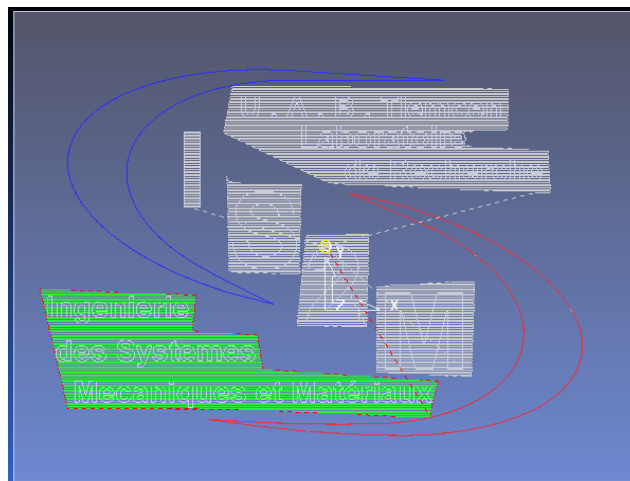 U. A. B. Tlemcen
Laboratoire
de Recherche
I
S
M
Y
Z X
Ingenierie
des Systemes
Mecaniques et Matériaux